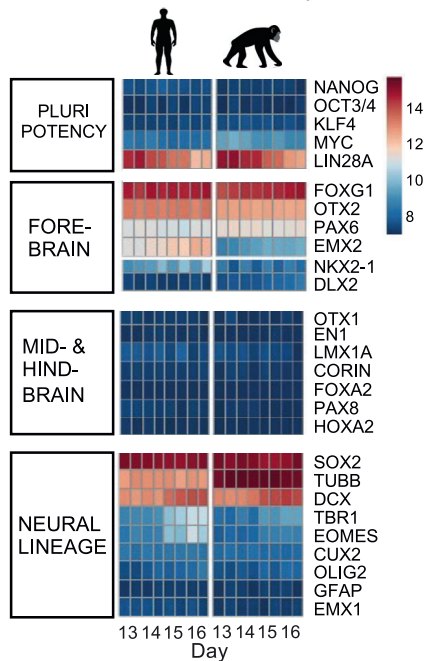 PLURI
POTENCY
NANOG
OCT3/4
KLF4
MYC
LIN28A
14
12
10
8
FORE-
BRAIN
FOXG1
OTX2
PAX6
EMX2
NKX2-1
DLX2
MID- &
HIND-
BRAIN
OTX1
EN1
LMX1A
CORIN
FOXA2
PAX8
HOXA2
NEURAL
LINEAGE
SOX2
TUBB
DCX
TBR1
EOMES
CUX2
OLIG2
GFAP
EMX1
13 14 15 16 13 14 15 16
Day